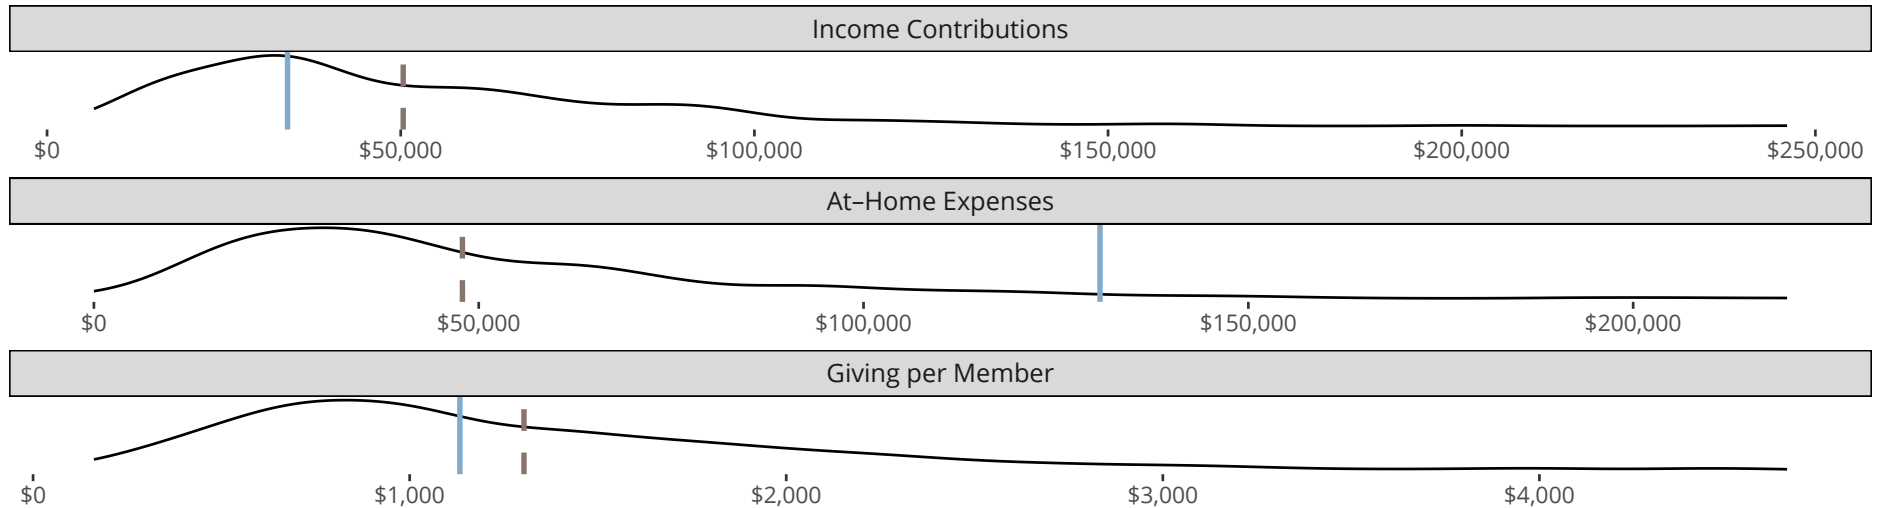 Income Contributions
$0 $50,000 $100,000 $150,000 $200,000 $250,000
At–Home Expenses
$0 $50,000 $100,000 $150,000 $200,000
Giving per Member
$0 $1,000 $2,000 $3,000 $4,000